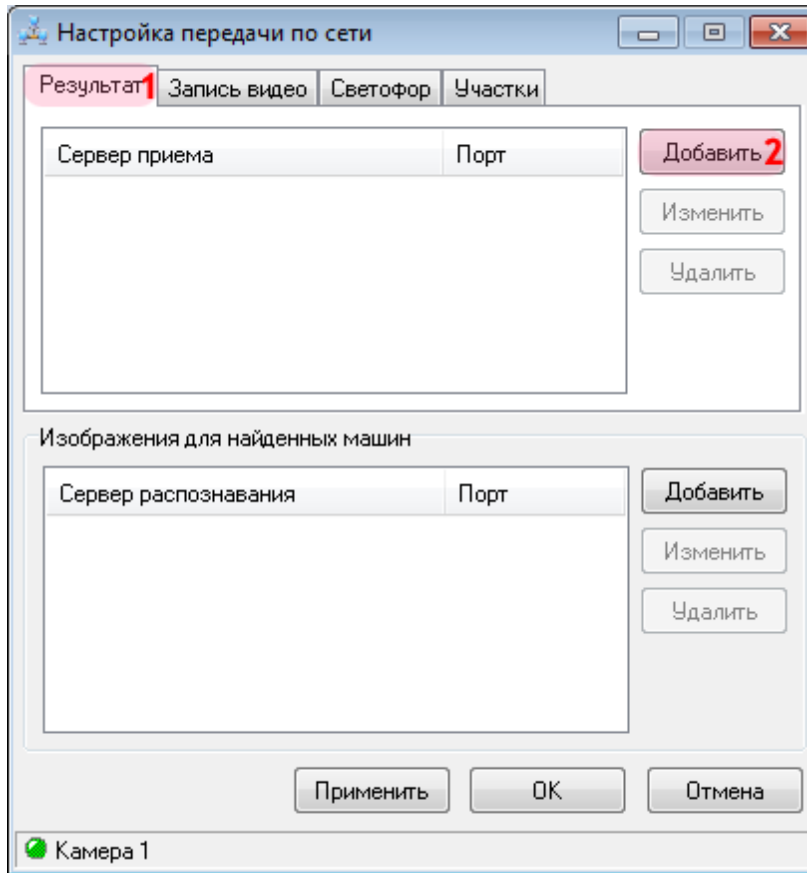 Настройка передачи по сети
Результат 1 Запись видео Светофор Участки
Сервер приема Порт Добавить 2
Изменить
Удалить
Изображения для найденных машин
Сервер распознавания Порт Добавить
Изменить
Удалить
Применить OK Отмена
Камера 1